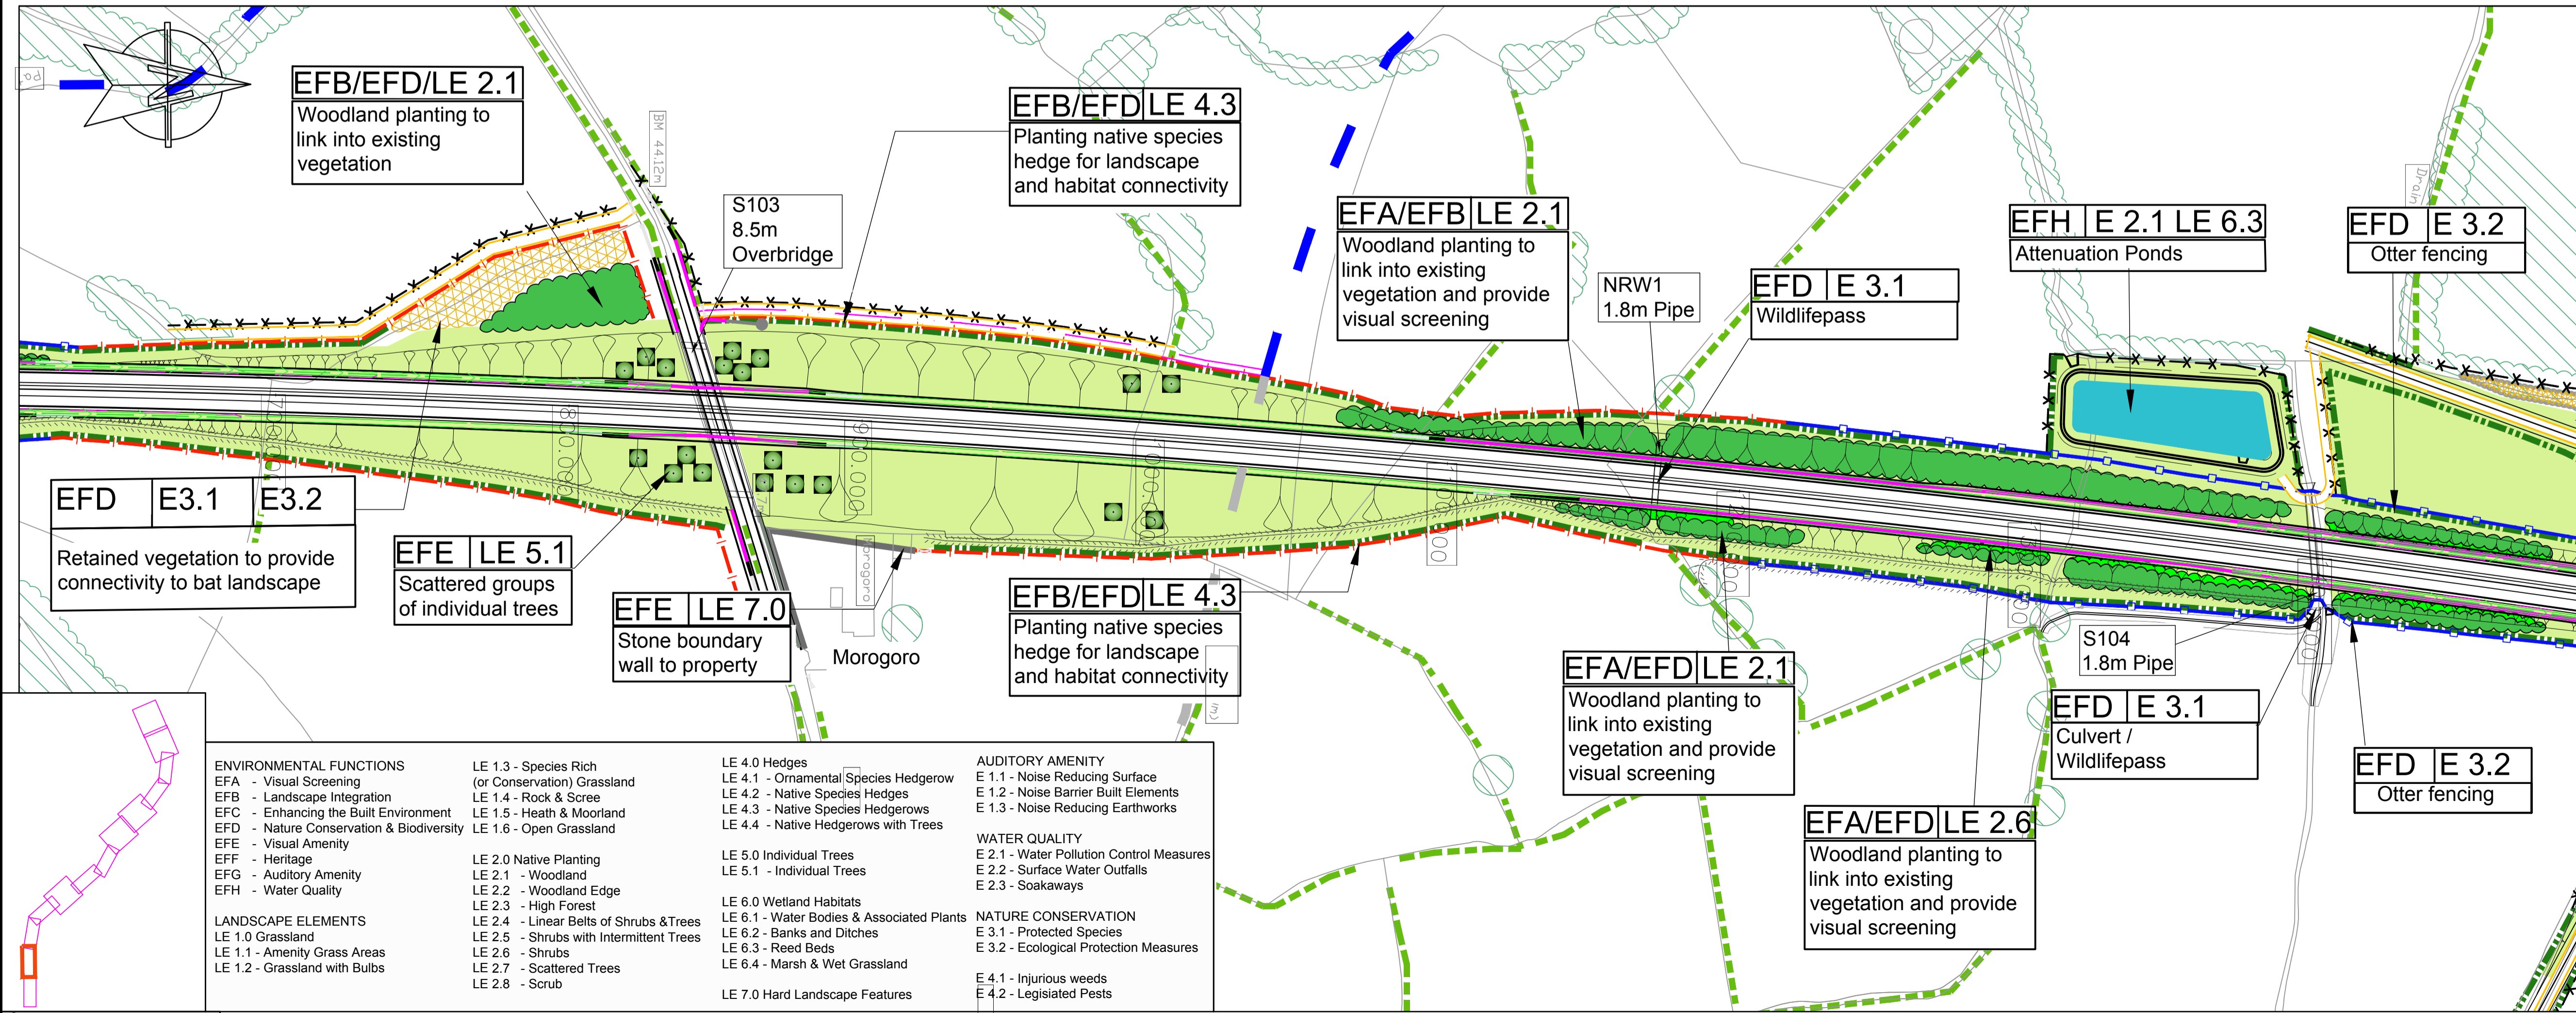 Pa
EFB/EFD/LE 2.1
Woodland planting to
link into existing
vegetation
BM 44.12m
S103
8.5m
Overbridge
EFB/EFD LE 4.3
Planting native species
hedge for landscape
and habitat connectivity
EFA/EFB LE 2.1
Woodland planting to
link into existing
vegetation and provide
visual screening
NRW1
1.8m Pipe
EFD E 3.1
Wildlifepass
EFH E 2.1 LE 6.3
Attenuation Ponds
Drain
EFD E 3.2
Otter fencing
EFD E3.1 E3.2
Retained vegetation to provide
connectivity to bat landscape
EFE LE 5.1
Scattered groups
of individual trees
EFE LE 7.0
Stone boundary
wall to property
Morogoro
Morogoro
EFB/EFD LE 4.3
Planting native species
hedge for landscape
and habitat connectivity
EFA/EFD LE 2.1
Woodland planting to
link into existing
vegetation and provide
visual screening
EFA/EFD LE 2.6
Woodland planting to
link into existing
vegetation and provide
visual screening
S104
1.8m Pipe
EFD E 3.1
Culvert /
Wildlifepass
EFD E 3.2
Otter fencing
ENVIRONMENTAL FUNCTIONS
EFA - Visual Screening
EFB - Landscape Integration
EFC - Enhancing the Built Environment
EFD - Nature Conservation & Biodiversity
EFE - Visual Amenity
EFF - Heritage
EFG - Auditory Amenity
EFH - Water Quality
LANDSCAPE ELEMENTS
LE 1.0 Grassland
LE 1.1 - Amenity Grass Areas
LE 1.2 - Grassland with Bulbs
LE 1.3 - Species Rich
(or Conservation) Grassland
LE 1.4 - Rock & Scree
LE 1.5 - Heath & Moorland
LE 1.6 - Open Grassland
LE 2.0 Native Planting
LE 2.1 - Woodland
LE 2.2 - Woodland Edge
LE 2.3 - High Forest
LE 2.4 - Linear Belts of Shrubs &Trees
LE 2.5 - Shrubs with Intermittent Trees
LE 2.6 - Shrubs
LE 2.7 - Scattered Trees
LE 2.8 - Scrub
LE 4.0 Hedges
LE 4.1 - Ornamental Species Hedgerow
LE 4.2 - Native Species Hedges
LE 4.3 - Native Species Hedgerows
LE 4.4 - Native Hedgerows with Trees
LE 5.0 Individual Trees
LE 5.1 - Individual Trees
LE 6.0 Wetland Habitats
LE 6.1 - Water Bodies & Associated Plants
LE 6.2 - Banks and Ditches
LE 6.3 - Reed Beds
LE 6.4 - Marsh & Wet Grassland
LE 7.0 Hard Landscape Features
AUDITORY AMENITY
E 1.1 - Noise Reducing Surface
E 1.2 - Noise Barrier Built Elements
E 1.3 - Noise Reducing Earthworks
WATER QUALITY
E 2.1 - Water Pollution Control Measures
E 2.2 - Surface Water Outfalls
E 2.3 - Soakaways
NATURE CONSERVATION
E 3.1 - Protected Species
E 3.2 - Ecological Protection Measures
E 4.1 - Injurious weeds
E 4.2 - Legisiated Pests